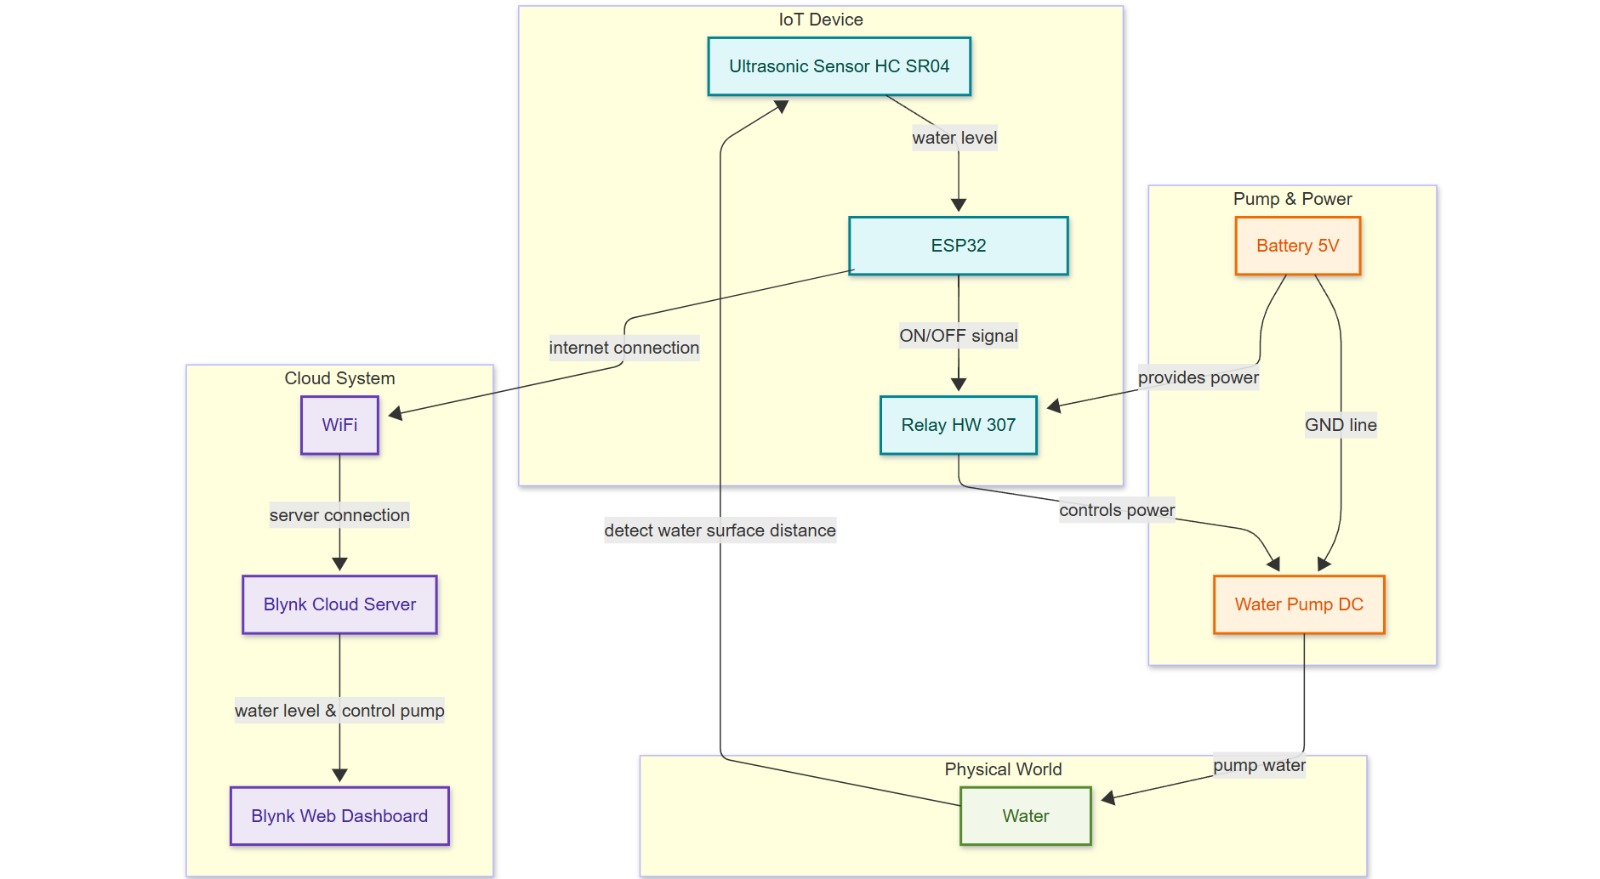 IoT Device
Ultrasonic Sensor HC SR04
water level
Pump & Power
ESP32
Battery 5V
ON/OFF signal
internet connection
provides power
Cloud System
WiFi
Relay HW 307
GND line
server connection
controls power
detect water surface distance
Blynk Cloud Server
Water Pump DC
water level & control pump
pump water
Physical World
Blynk Web Dashboard
Water